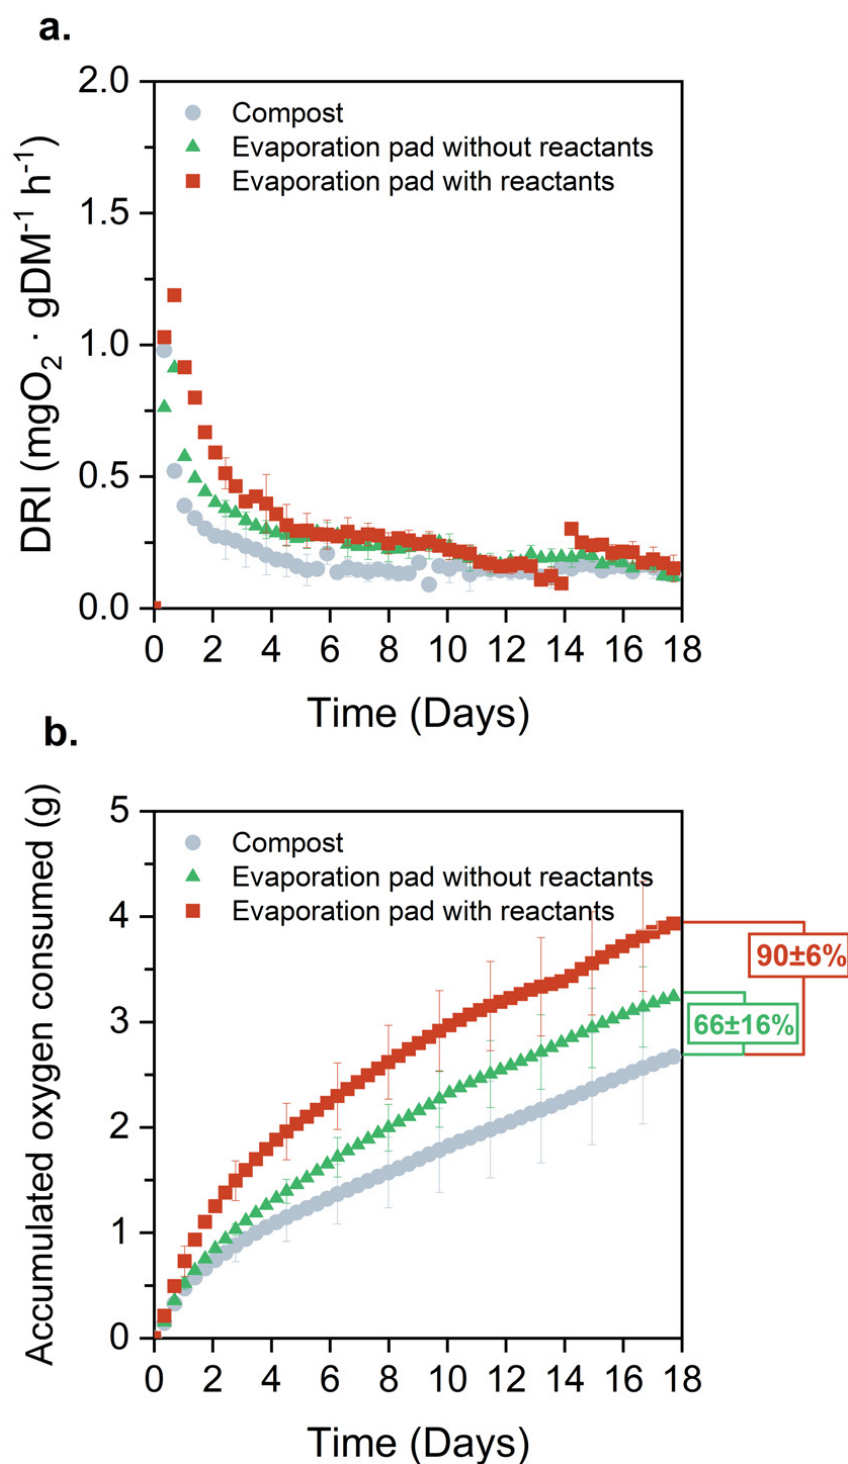 a.
2.0
1.5
1.0
0.5
0.0
DRI (mgO₂ · gDM⁻¹ h⁻¹)
Compost
Evaporation pad without reactants
Evaporation pad with reactants
0 2 4 6 8 10 12 14 16 18
Time (Days)
b.
5
4
3
2
1
0
Accumulated oxygen consumed (g)
Compost
Evaporation pad without reactants
Evaporation pad with reactants
90±6%
66±16%
0 2 4 6 8 10 12 14 16 18
Time (Days)